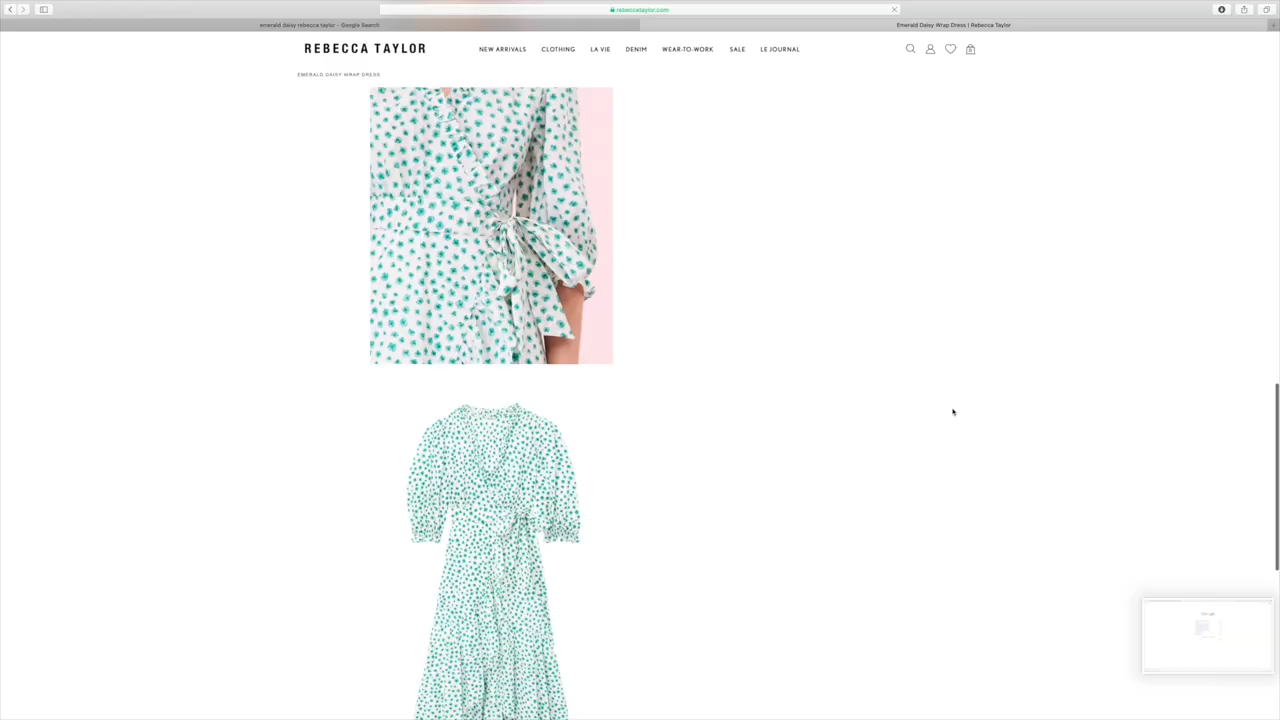 rebeccataylor.com
emerald daisy rebecca taylor - Google Search
Emerald Daisy Wrap Dress | Rebecca Taylor
REBECCA TAYLOR
NEW ARRIVALS CLOTHING LA VIE DENIM WEAR-TO-WORK SALE LE JOURNAL
EMERALD DAISY WRAP DRESS